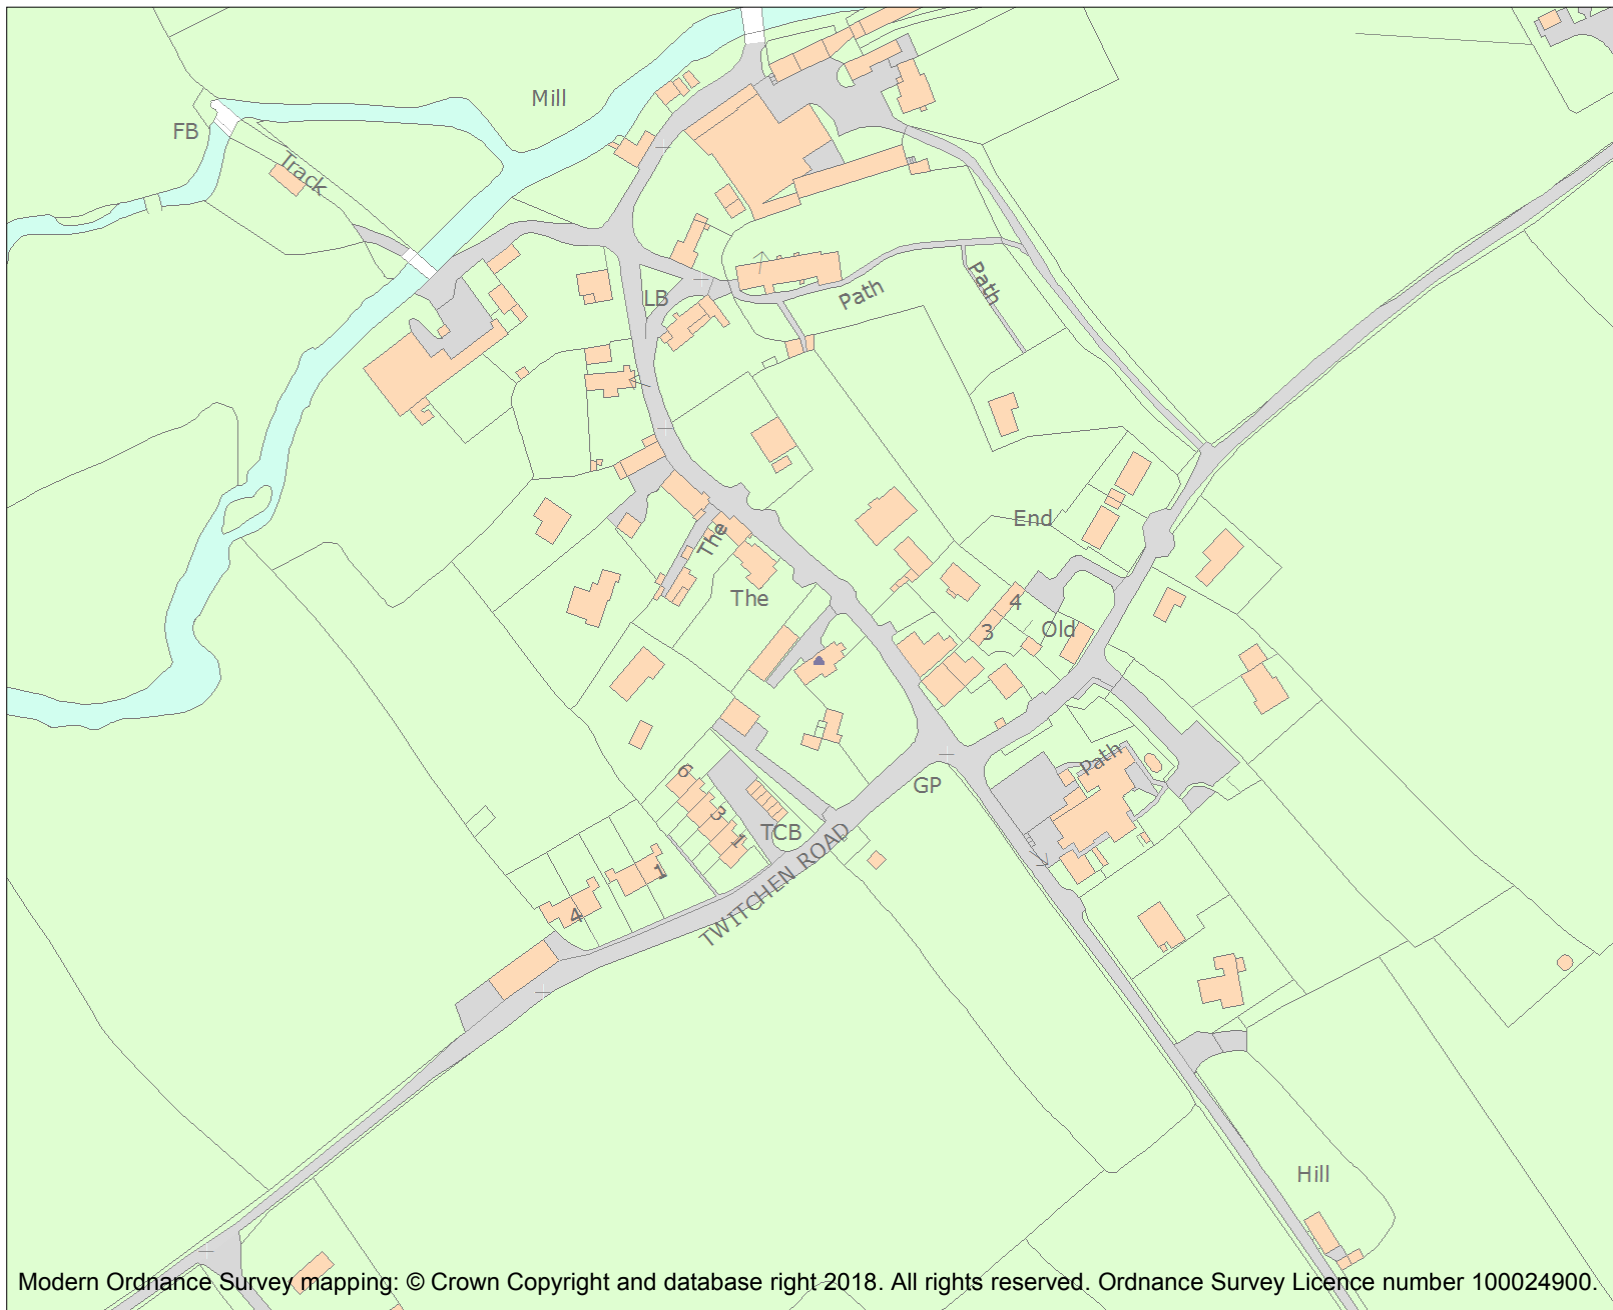 Mill
FB
Track
LB
Path
Path
End
The
The
4
3
Old
Path
6
3
1
TCB
GP
TWITCHEN ROAD
1
4
Hill
Modern Ordnance Survey mapping: © Crown Copyright and database right 2018. All rights reserved. Ordnance Survey Licence number 100024900.